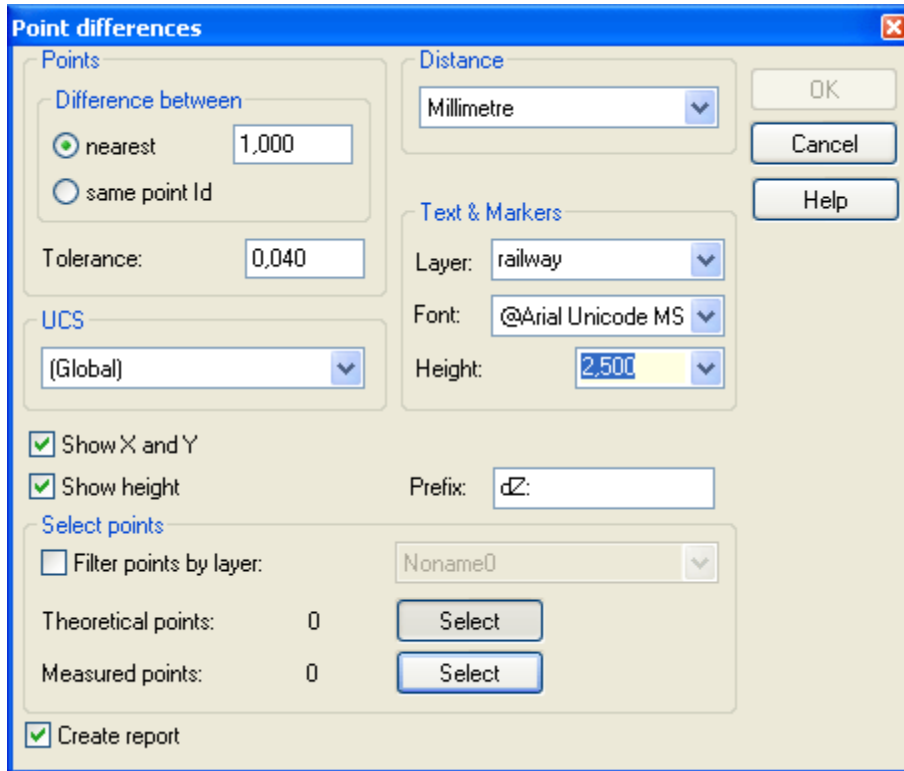 Point differences
Points
Difference between
nearest 1,000
same point Id
Tolerance: 0,040
UCS
(Global)
Distance
Millimetre
Text & Markers
Layer: railway
Font: @Arial Unicode MS
Height: 2,500
OK
Cancel
Help
Show X and Y
Show height
Prefix: dZ:
Select points
Filter points by layer: Noname0
Theoretical points: 0 Select
Measured points: 0 Select
Create report